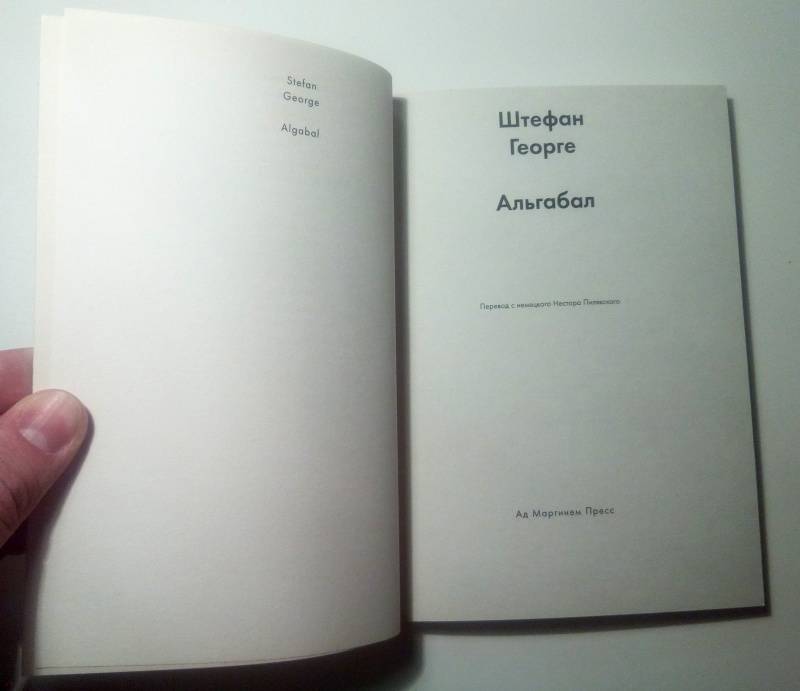 Stefan
George
Algabal
Штефан
Георге
Альгабал
Перевод с немецкого Нестора Пилявского
Ад Маргинем Пресс